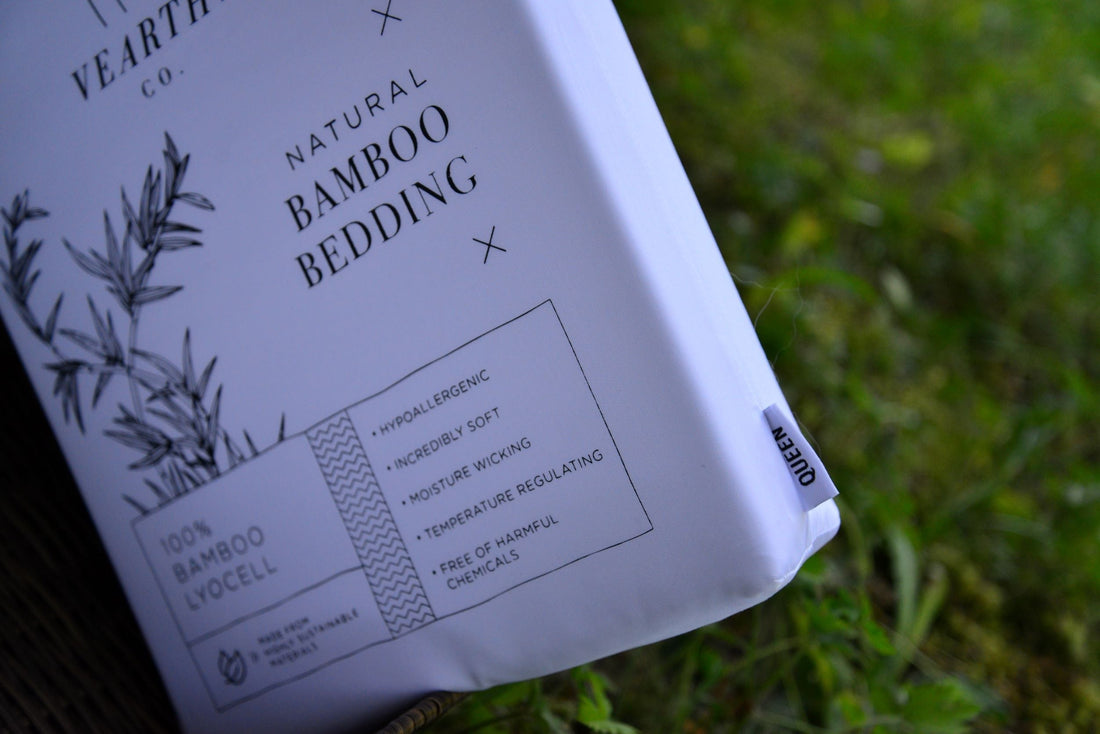 VEARTHY
CO.
NATURAL
BAMBOO
BEDDING
100%
BAMBOO
LYOCELL
MADE FROM
HIGHLY SUSTAINABLE
MATERIALS
• HYPOALLERGENIC
• INCREDIBLY SOFT
• MOISTURE WICKING
• TEMPERATURE REGULATING
• FREE OF HARMFUL
CHEMICALS
QUEEN